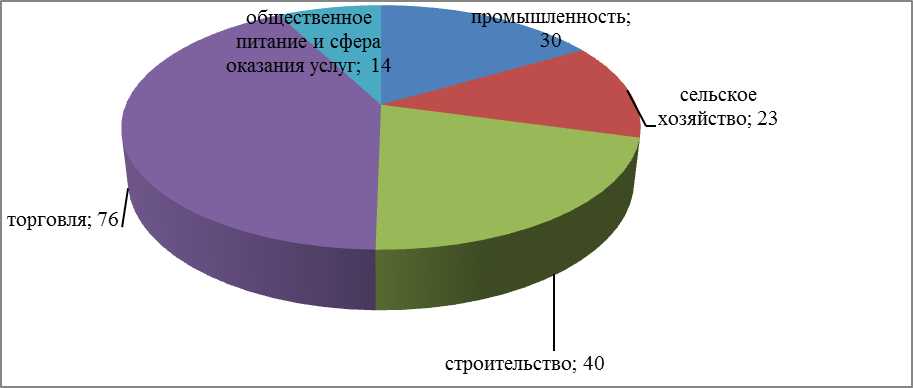 общественное
питание и сфера
оказания услуг; 14
промышленность;
30
сельское
хозяйство; 23
торговля; 76
строительство; 40